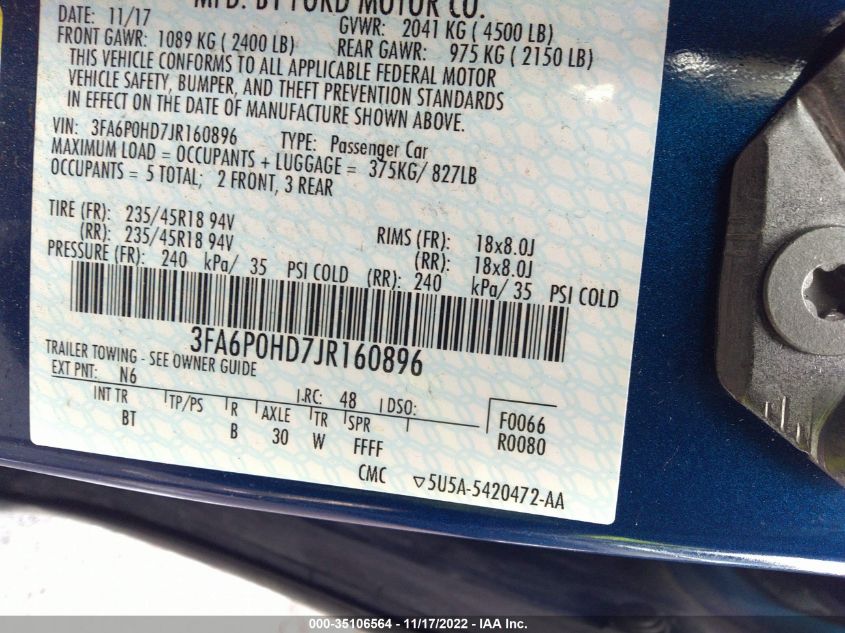 MFD. BY FORD MOTOR CO.
DATE: 11/17 GVWR: 2041 KG ( 4500 LB)
FRONT GAWR: 1089 KG ( 2400 LB) REAR GAWR: 975 KG ( 2150 LB)
THIS VEHICLE CONFORMS TO ALL APPLICABLE FEDERAL MOTOR
VEHICLE SAFETY, BUMPER, AND THEFT PREVENTION STANDARDS
IN EFFECT ON THE DATE OF MANUFACTURE SHOWN ABOVE.
VIN: 3FA6P0HD7JR160896 TYPE: Passenger Car
MAXIMUM LOAD = OCCUPANTS + LUGGAGE = 375KG/ 827LB
OCCUPANTS = 5 TOTAL; 2 FRONT, 3 REAR
TIRE (FR): 235/45R18 94V RIMS (FR): 18x8.0J
(RR): 235/45R18 94V (RR): 18x8.0J
PRESSURE (FR): 240 kPa/ 35 PSI COLD (RR): 240 kPa/ 35 PSI COLD
3FA6P0HD7JR160896
TRAILER TOWING - SEE OWNER GUIDE
EXT PNT: N6 RC: 48 DSO:
INT TR TP/PS R AXLE TR SPR F0066
BT B 30 W FFFF R0080
CMC ▽5U5A-5420472-AA
000-35106564 - 11/17/2022 - IAA Inc.